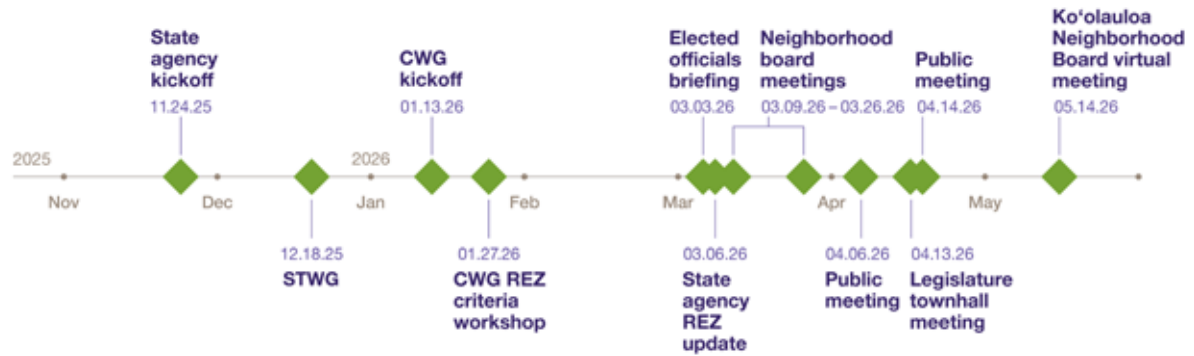 State
agency
kickoff
11.24.25
CWG
kickoff
01.13.26
Elected
officials
briefing
03.03.26
Neighborhood
board
meetings
03.09.26 – 03.26.26
Public
meeting
04.14.26
Koʻolauloa
Neighborhood
Board virtual
meeting
05.14.26
2025
2026
Nov
Dec
Jan
Feb
Mar
Apr
May
12.18.25
STWG
01.27.26
CWG REZ
criteria
workshop
03.06.26
State
agency
REZ
update
04.06.26
Public
meeting
04.13.26
Legislature
townhall
meeting